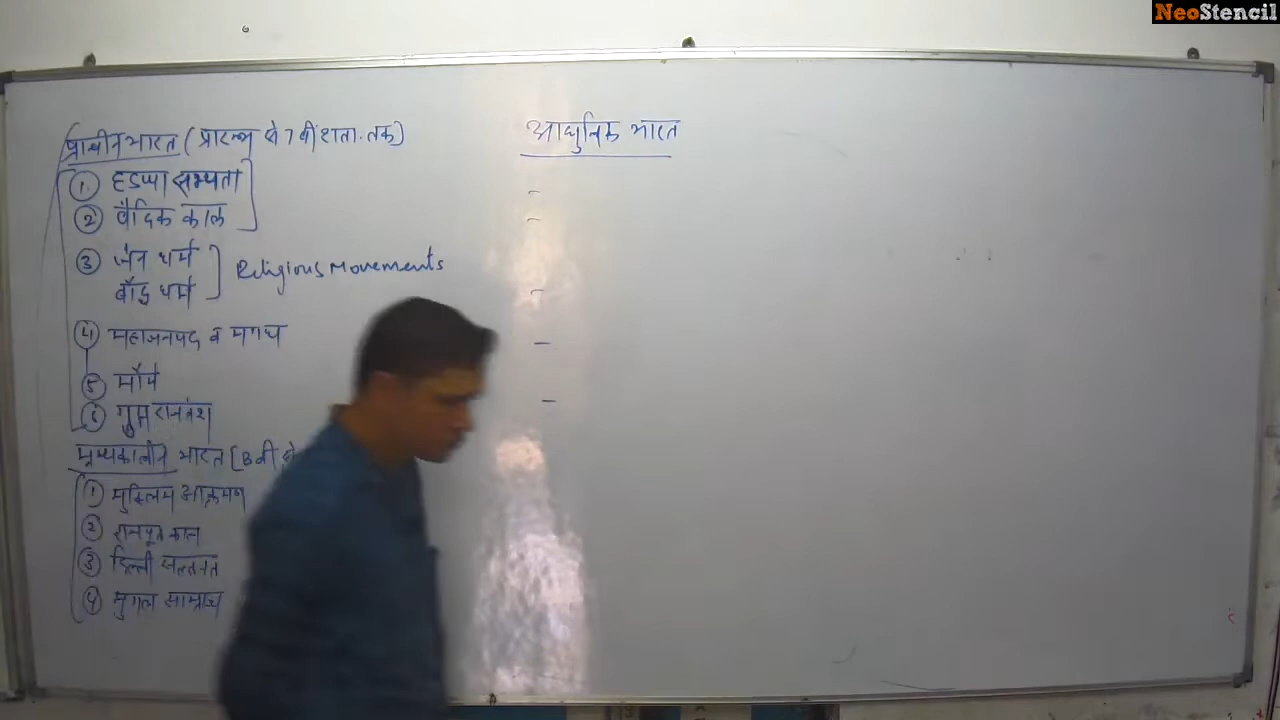 NeoStencil
प्राचीन भारत (प्रारम्भ से 7 वीं शता. तक)
① हडप्पा सभ्यता
② वैदिक काल
③ जैन धर्म
बौद्ध धर्म
Religious Movements
④ महाजनपद व मगध
⑤ मौर्य
⑥ गुप्त राजवंश
मध्यकालीन भारत [8 वीं से
① मुस्लिम आक्रमण
② राजपूत काल
③ दिल्ली सल्तनत
④ मुगल साम्राज्य
आधुनिक भारत
-
-
-
-
-